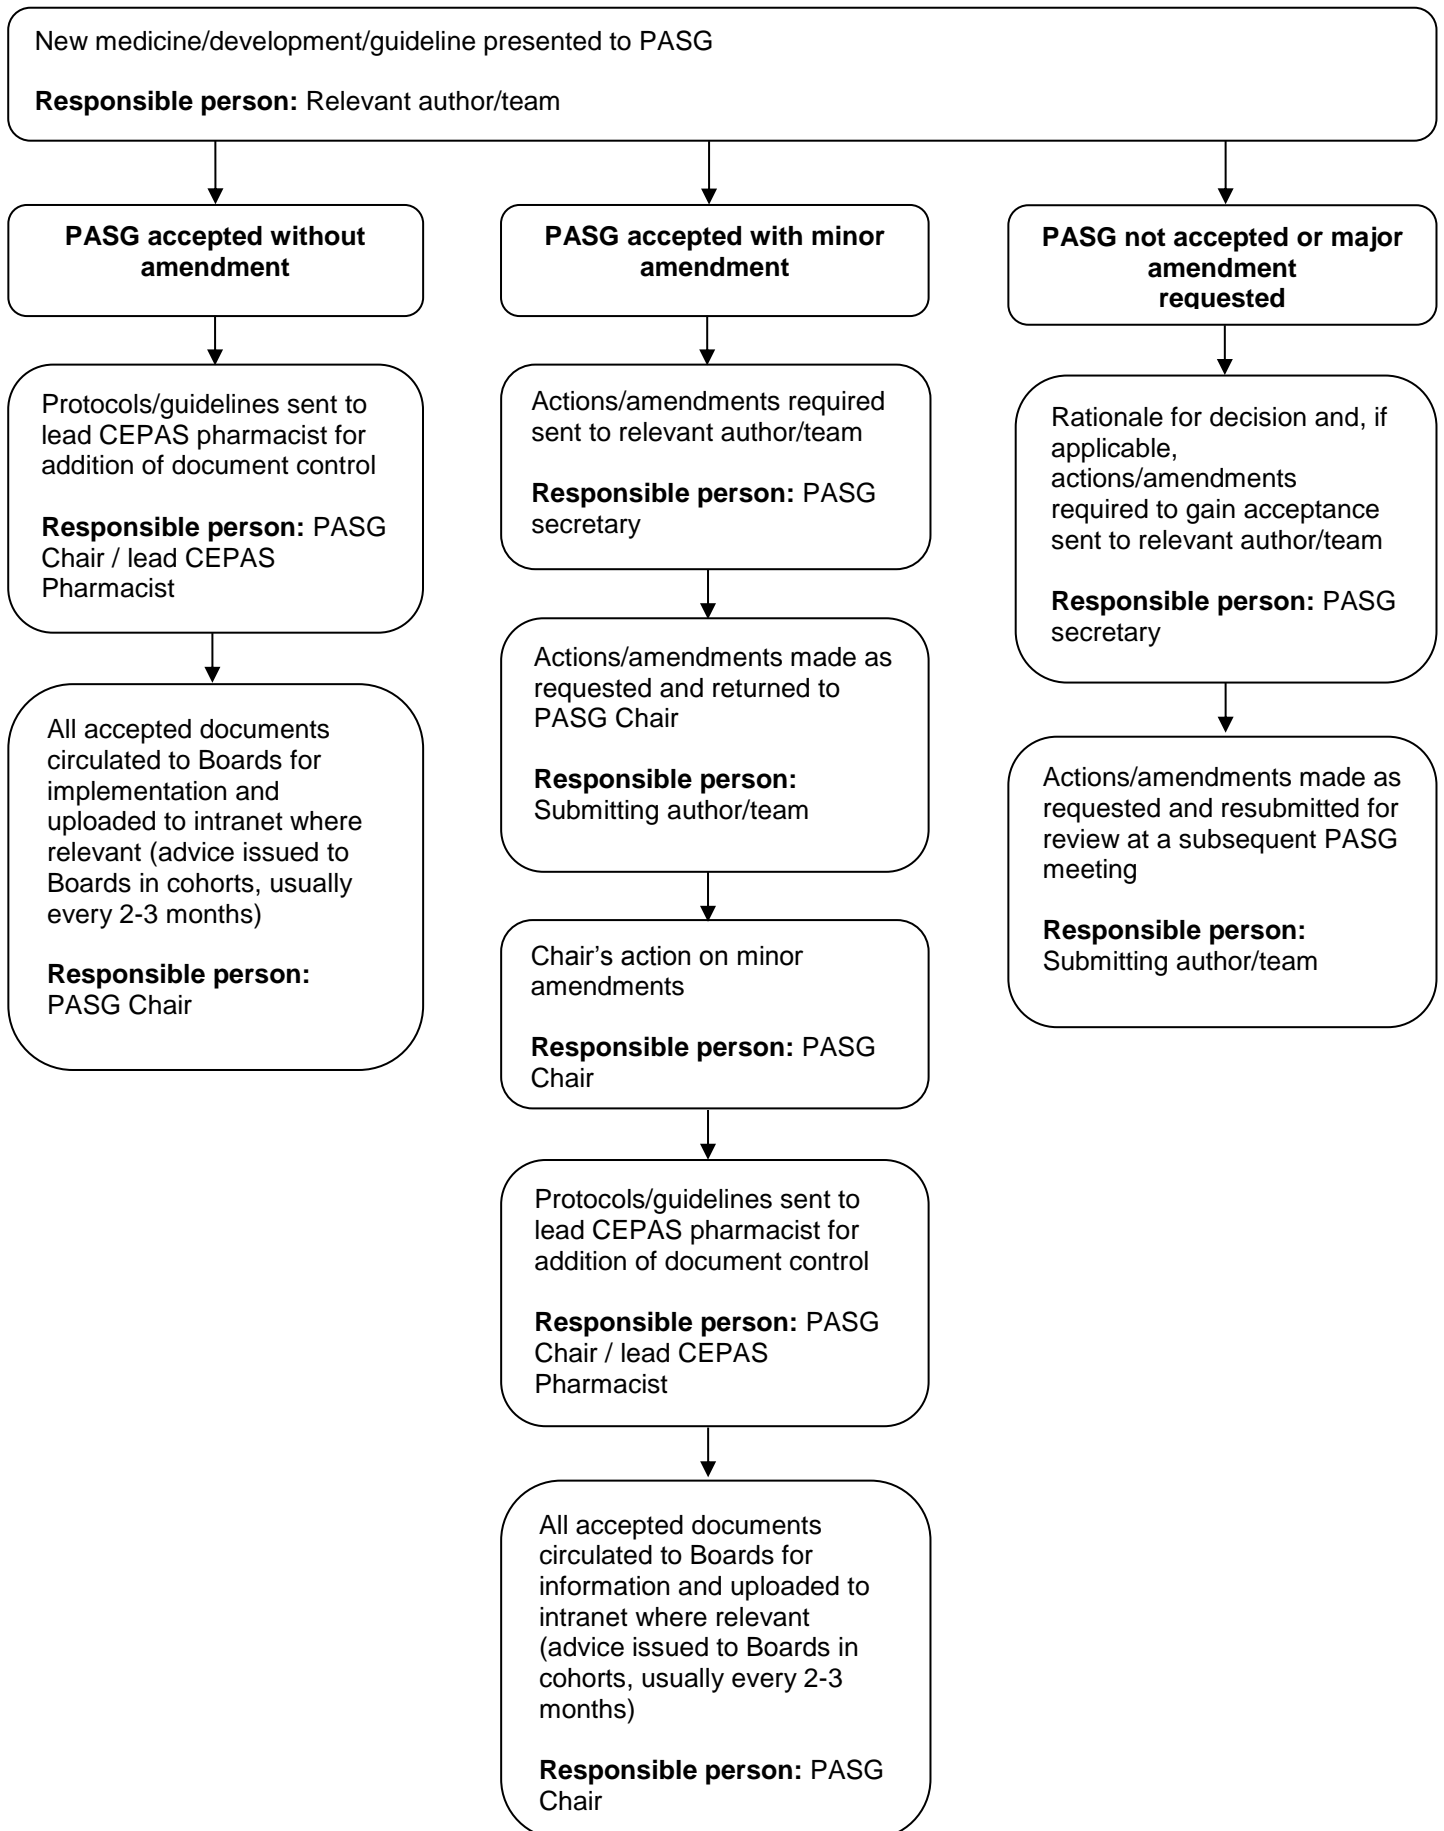 New medicine/development/guideline presented to PASG
Responsible person: Relevant author/team
PASG accepted without
amendment
Protocols/guidelines sent to
lead CEPAS pharmacist for
addition of document control
Responsible person: PASG
Chair / lead CEPAS
Pharmacist
All accepted documents
circulated to Boards for
implementation and
uploaded to intranet where
relevant (advice issued to
Boards in cohorts, usually
every 2-3 months)
Responsible person:
PASG Chair
PASG accepted with minor
amendment
Actions/amendments required
sent to relevant author/team
Responsible person: PASG
secretary
Actions/amendments made as
requested and returned to
PASG Chair
Responsible person:
Submitting author/team
Chair's action on minor
amendments
Responsible person: PASG
Chair
Protocols/guidelines sent to
lead CEPAS pharmacist for
addition of document control
Responsible person: PASG
Chair / lead CEPAS
Pharmacist
All accepted documents
circulated to Boards for
information and uploaded to
intranet where relevant
(advice issued to Boards in
cohorts, usually every 2-3
months)
Responsible person: PASG
Chair
PASG not accepted or major
amendment
requested
Rationale for decision and, if
applicable,
actions/amendments
required to gain acceptance
sent to relevant author/team
Responsible person: PASG
secretary
Actions/amendments made as
requested and resubmitted for
review at a subsequent PASG
meeting
Responsible person:
Submitting author/team